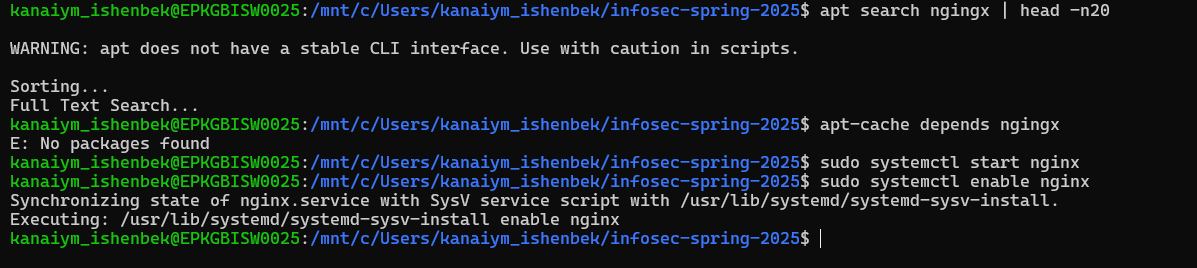 kanaiym_ishenbek@EPKGBISW0025:/mnt/c/Users/kanaiym_ishenbek/infosec-spring-2025$ apt search ngingx | head -n20
WARNING: apt does not have a stable CLI interface. Use with caution in scripts.
Sorting...
Full Text Search...
kanaiym_ishenbek@EPKGBISW0025:/mnt/c/Users/kanaiym_ishenbek/infosec-spring-2025$ apt-cache depends ngingx
E: No packages found
kanaiym_ishenbek@EPKGBISW0025:/mnt/c/Users/kanaiym_ishenbek/infosec-spring-2025$ sudo systemctl start nginx
kanaiym_ishenbek@EPKGBISW0025:/mnt/c/Users/kanaiym_ishenbek/infosec-spring-2025$ sudo systemctl enable nginx
Synchronizing state of nginx.service with SysV service script with /usr/lib/systemd/systemd-sysv-install.
Executing: /usr/lib/systemd/systemd-sysv-install enable nginx
kanaiym_ishenbek@EPKGBISW0025:/mnt/c/Users/kanaiym_ishenbek/infosec-spring-2025$